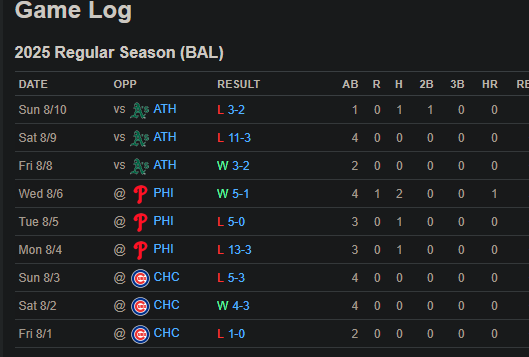 Game Log
2025 Regular Season (BAL)
DATE OPP RESULT AB R H 2B 3B HR
Sun 8/10 vs ATH L 3-2 1 0 1 1 0 0
Sat 8/9 vs ATH L 11-3 4 0 0 0 0 0
Fri 8/8 vs ATH W 3-2 2 0 0 0 0 0
Wed 8/6 @ PHI W 5-1 4 1 2 0 0 1
Tue 8/5 @ PHI L 5-0 3 0 1 0 0 0
Mon 8/4 @ PHI L 13-3 3 0 1 0 0 0
Sun 8/3 @ CHC L 5-3 4 0 0 0 0 0
Sat 8/2 @ CHC W 4-3 4 0 0 0 0 0
Fri 8/1 @ CHC L 1-0 2 0 0 0 0 0